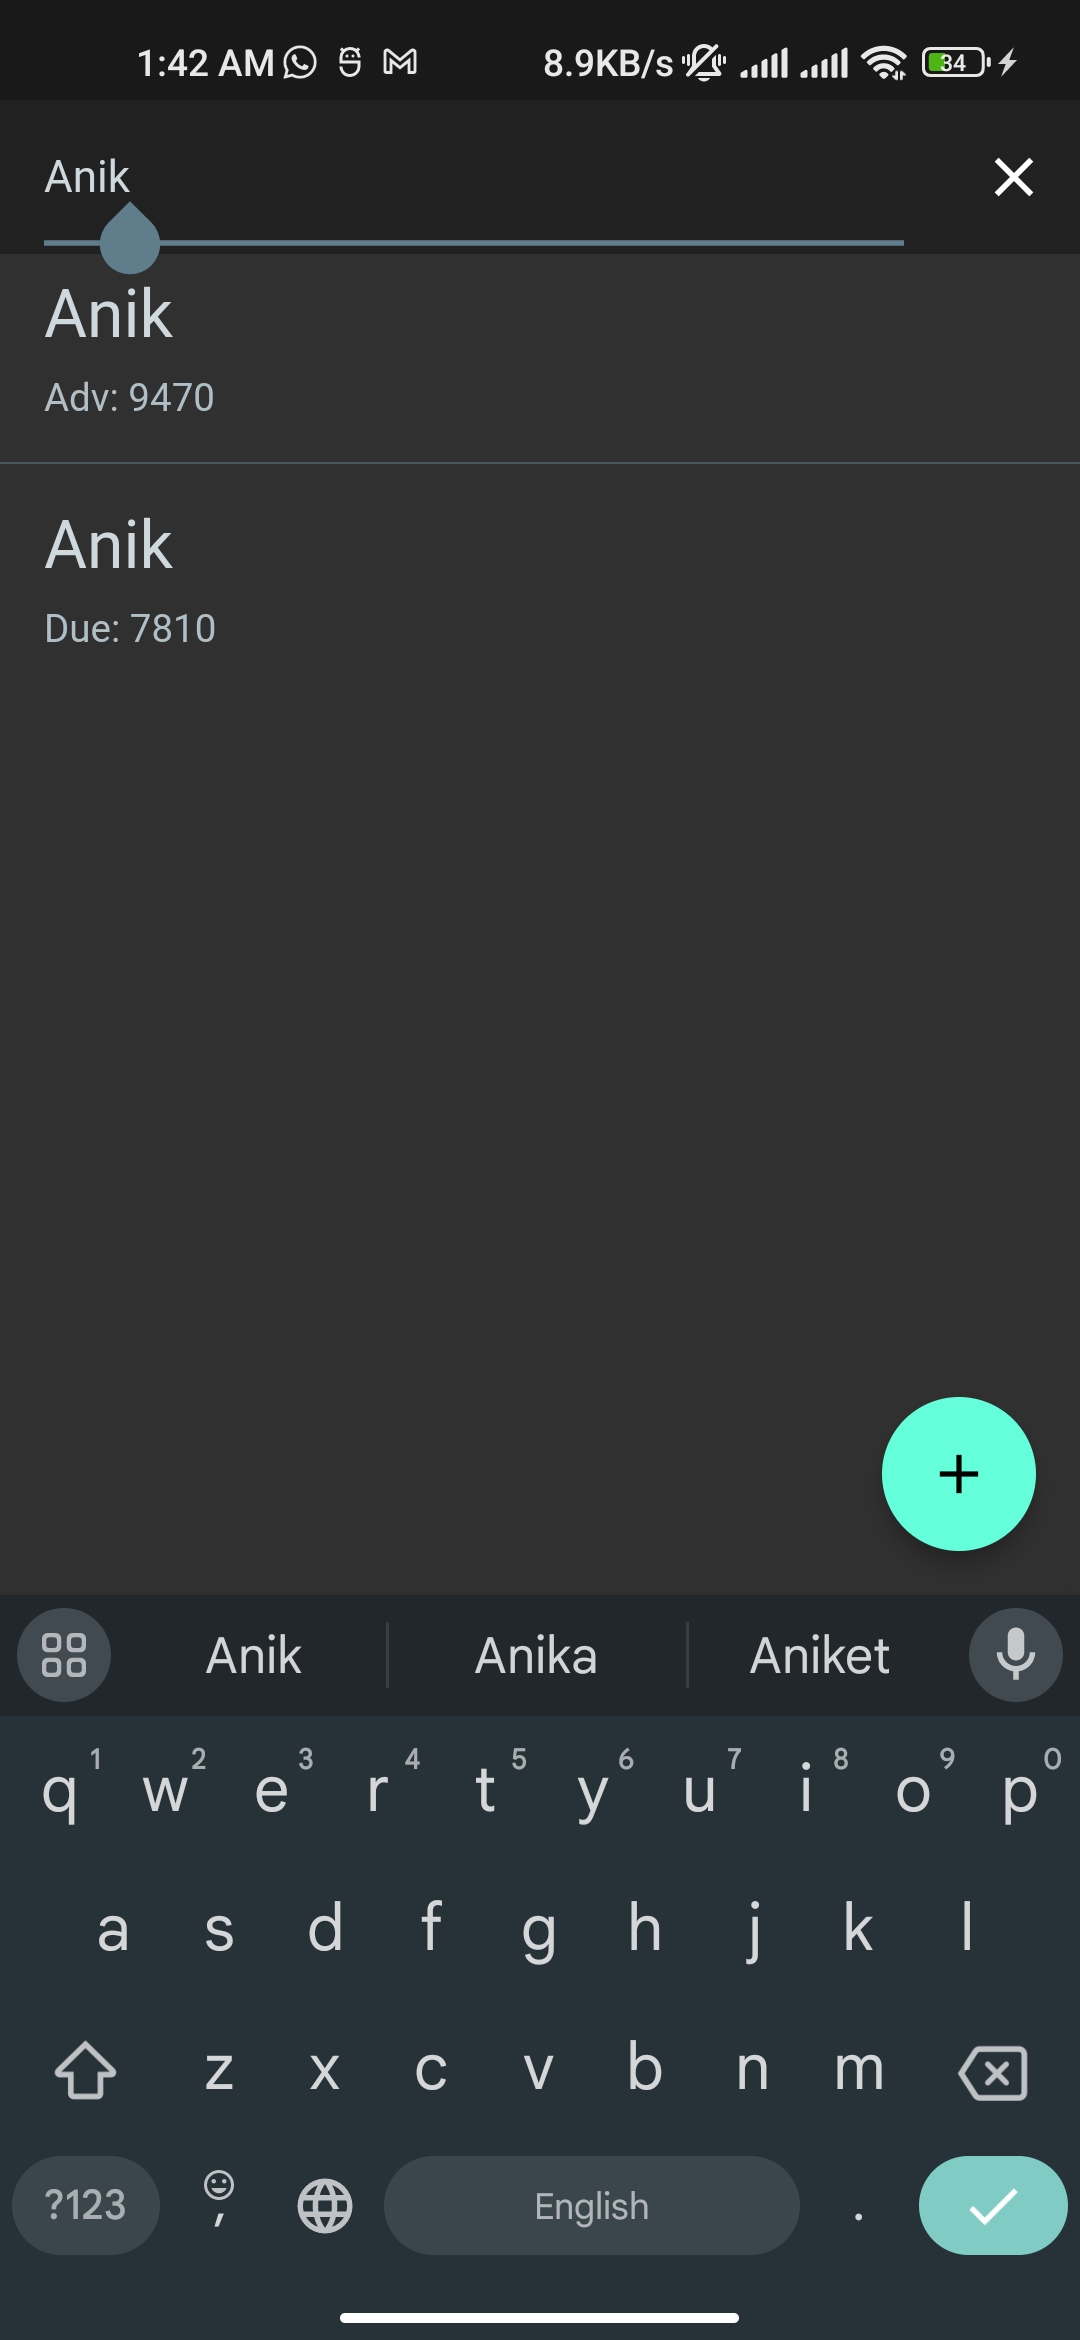 1:42 AM 8.9KB/s 34
Anik
Anik
Adv: 9470
Anik
Due: 7810
Anik Anika Aniket
q 1 w 2 e 3 r 4 t 5 y 6 u 7 i 8 o 9 p 0
a s d f g h j k l
z x c v b n m
?123 , English .